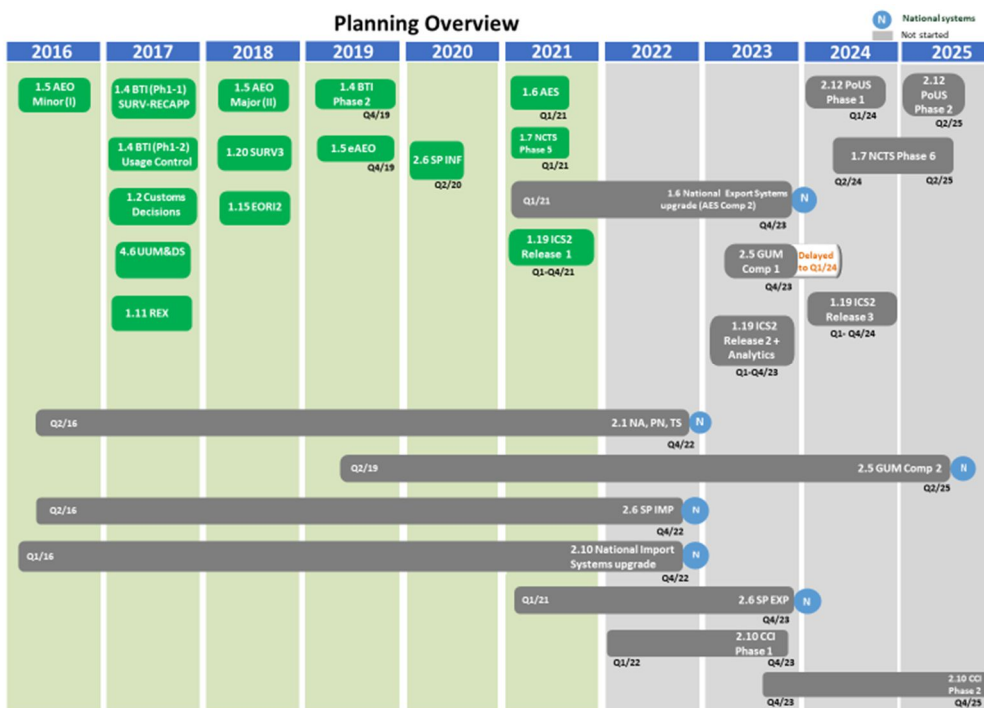 Planning Overview
N National systems
Not started
2016 2017 2018 2019 2020 2021 2022 2023 2024 2025
1.5 AEO
Minor (I)
1.4 BTI (Ph1-1)
SURV-RECAPP
1.5 AEO
Major (II)
1.4 BTI
Phase 2
Q4/19
1.6 AES
Q1/21
2.12 PoUS
Phase 1
Q1/24
2.12
PoUS
Phase 2
Q2/25
1.4 BTI (Ph1-2)
Usage Control
1.20 SURV3
1.5 eAEO
Q4/19
2.6 SP INF
Q2/20
1.7 NCTS
Phase 5
Q1/21
1.7 NCTS Phase 6
Q2/24
Q2/25
1.2 Customs
Decisions
1.15 EORI2
Q1/21
1.6 National Export Systems
upgrade (AES Comp 2)
N
Q4/23
4.6 UUM&DS
1.19 ICS2
Release 1
Q1-Q4/21
2.5 GUM
Comp 1
Q4/23
Delayed
to Q1/24
1.11 REX
1.19 ICS2
Release 2 +
Analytics
Q1-Q4/23
1.19 ICS2
Release 3
Q1- Q4/24
Q2/16
2.1 NA, PN, TS
N
Q4/22
Q2/19
2.5 GUM Comp 2
N
Q2/25
Q2/16
2.6 SP IMP
N
Q4/22
Q1/16
2.10 National Import
Systems upgrade
N
Q4/22
Q1/21
2.6 SP EXP
N
Q4/23
2.10 CCI
Phase 1
Q1/22
Q4/23
2.10 CCI
Phase 2
Q4/23
Q4/25